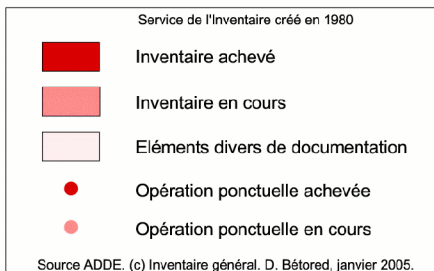 Service de l'Inventaire créé en 1980
Inventaire achevé
Inventaire en cours
Eléments divers de documentation
Opération ponctuelle achevée
Opération ponctuelle en cours
Source ADDE. (c) Inventaire général. D. Bétored, janvier 2005.